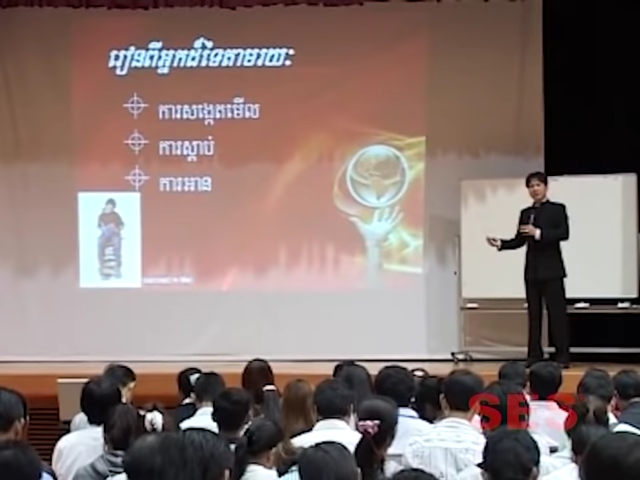 រៀនពីអ្នកដ៏ទៃតាមរយៈ
ការសង្កេតមើល
ការស្តាប់
ការអាន
SES